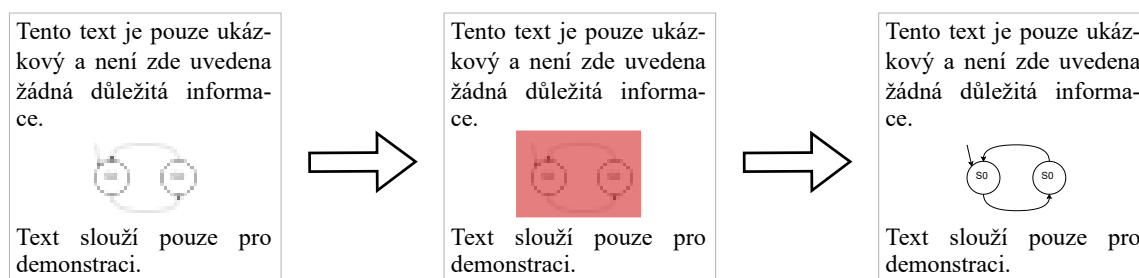 Tento text je pouze ukáz-
kový a není zde uvedena
žádná důležitá informa-
ce.
Text slouží pouze pro
demonstraci.
Tento text je pouze ukáz-
kový a není zde uvedena
žádná důležitá informa-
ce.
Text slouží pouze pro
demonstraci.
Tento text je pouze ukáz-
kový a není zde uvedena
žádná důležitá informa-
ce.
S0 S0
Text slouží pouze pro
demonstraci.